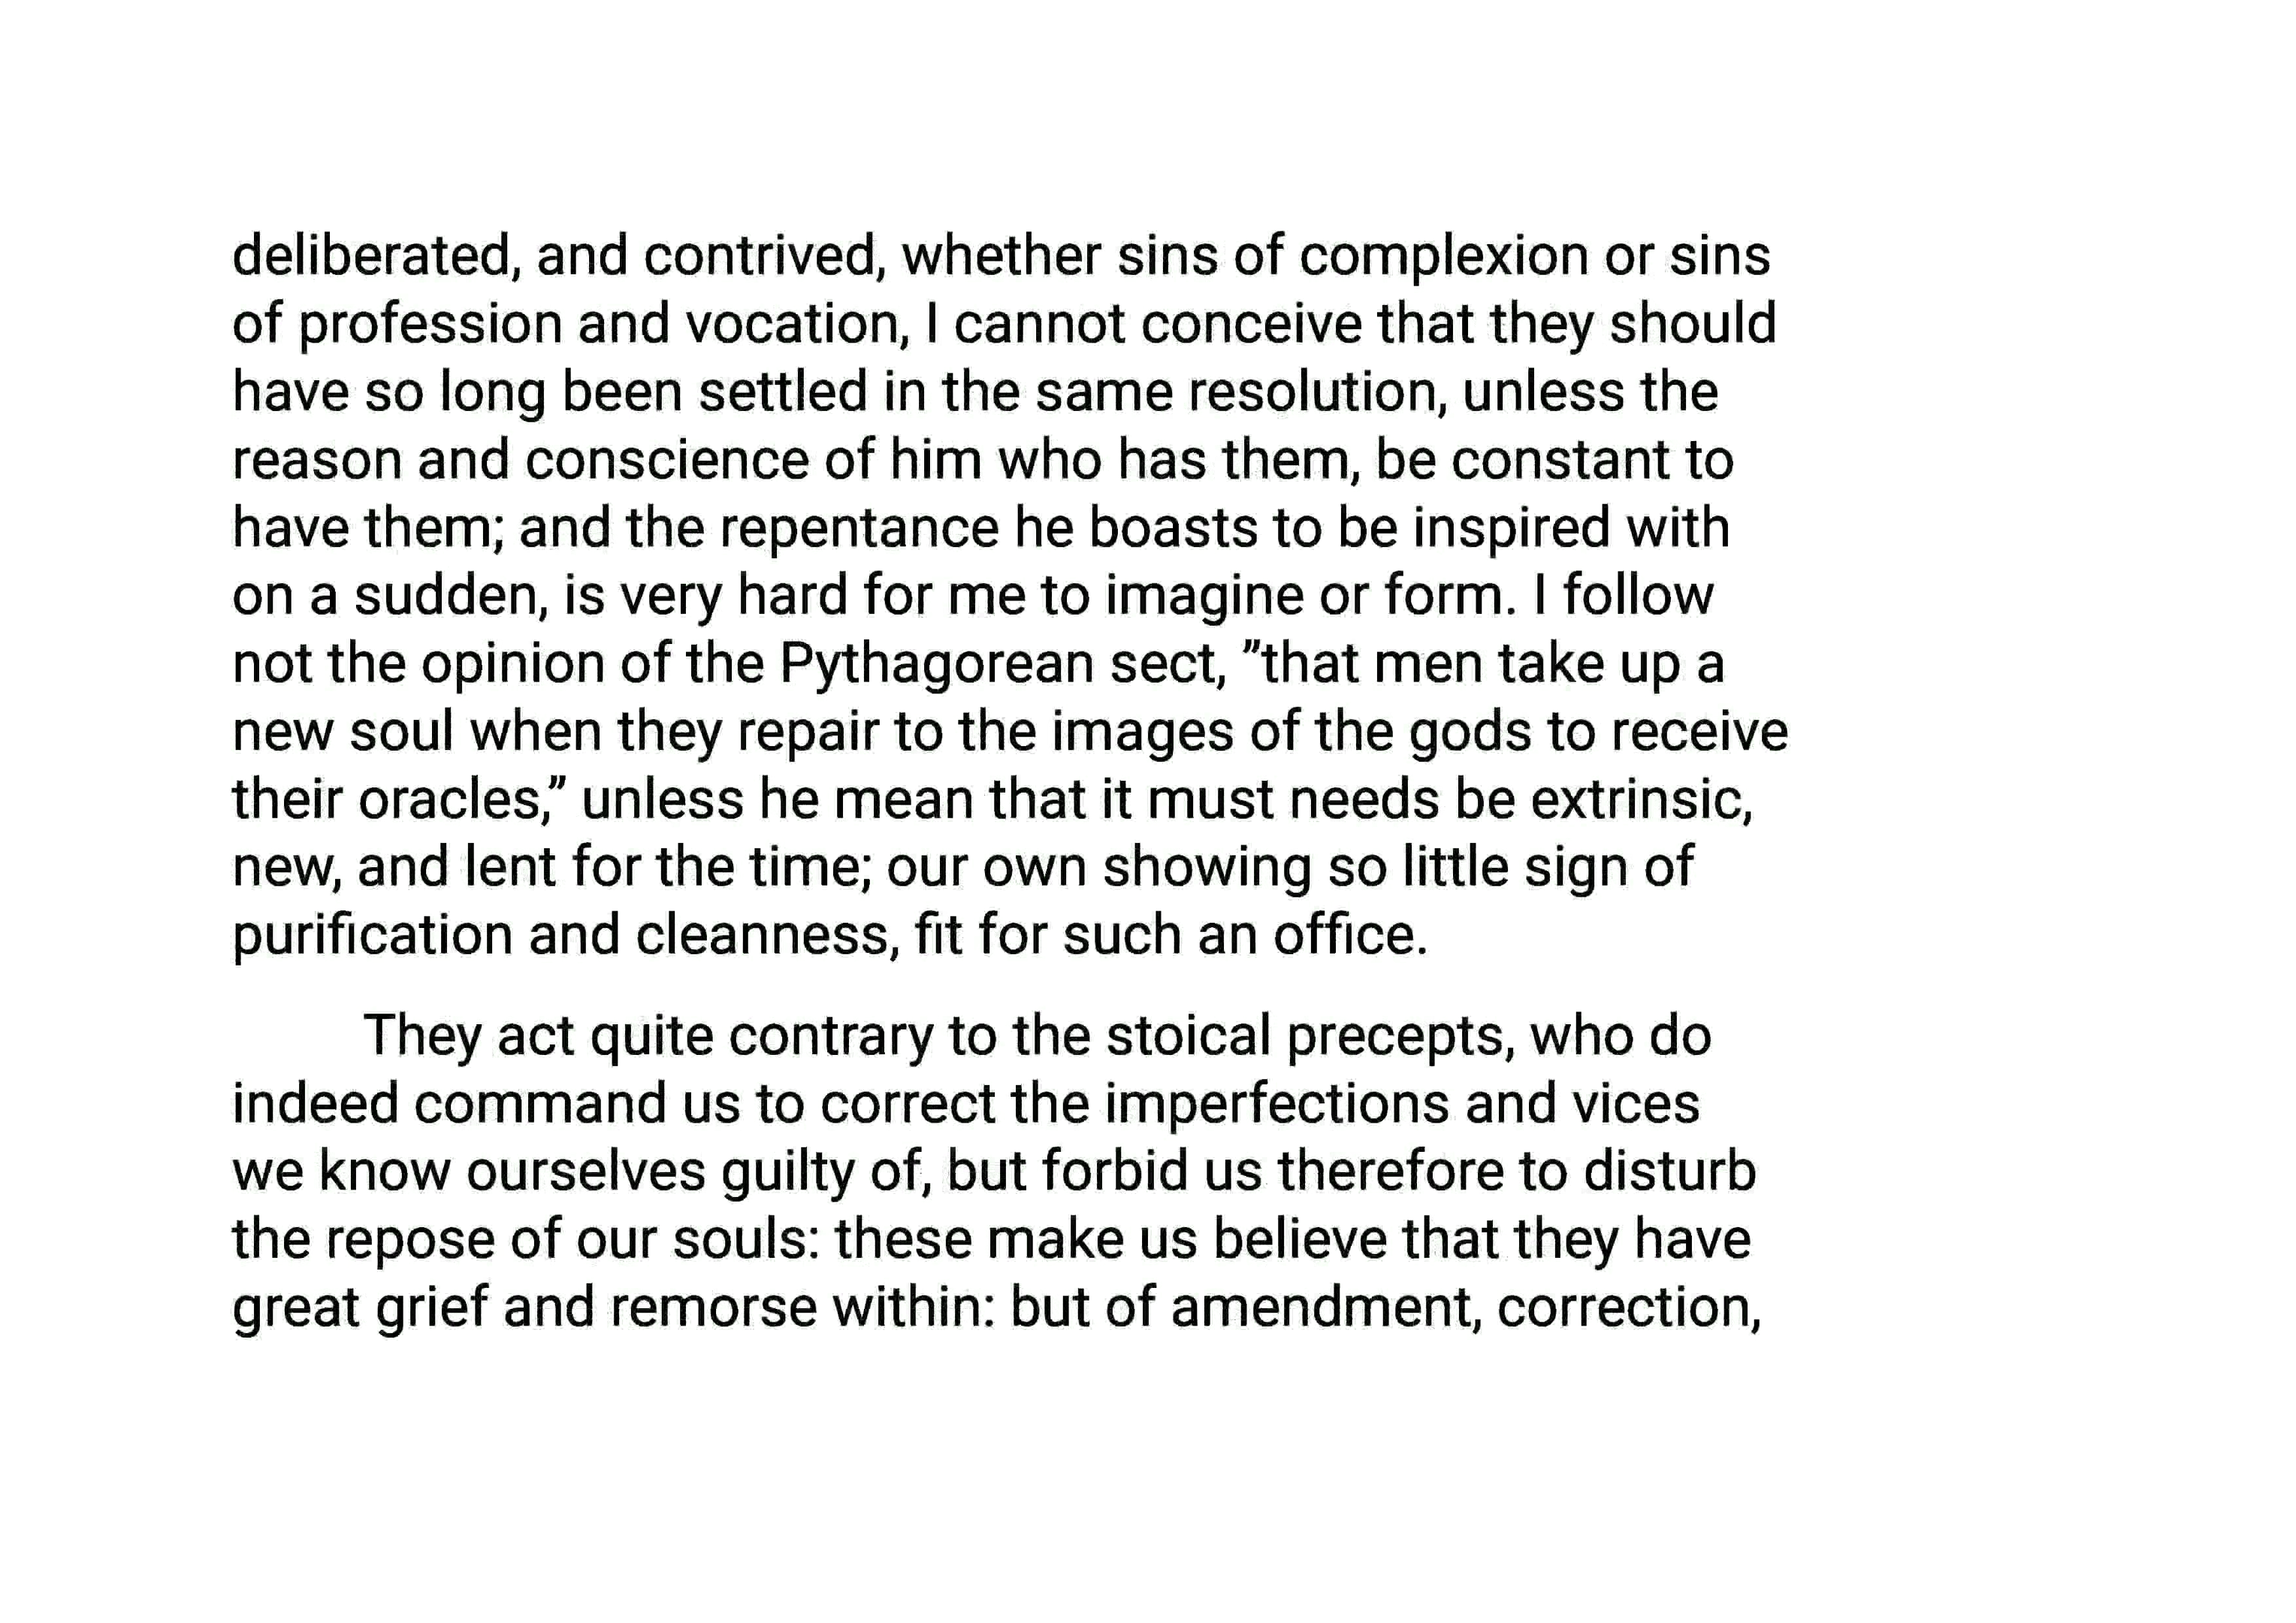 deliberated, and contrived, whether sins of complexion or sins
of profession and vocation, I cannot conceive that they should
have so long been settled in the same resolution, unless the
reason and conscience of him who has them, be constant to
have them; and the repentance he boasts to be inspired with
on a sudden, is very hard for me to imagine or form. I follow
not the opinion of the Pythagorean sect, ”that men take up a
new soul when they repair to the images of the gods to receive
their oracles,” unless he mean that it must needs be extrinsic,
new, and lent for the time; our own showing so little sign of
purification and cleanness, fit for such an office.
They act quite contrary to the stoical precepts, who do
indeed command us to correct the imperfections and vices
we know ourselves guilty of, but forbid us therefore to disturb
the repose of our souls: these make us believe that they have
great grief and remorse within: but of amendment, correction,